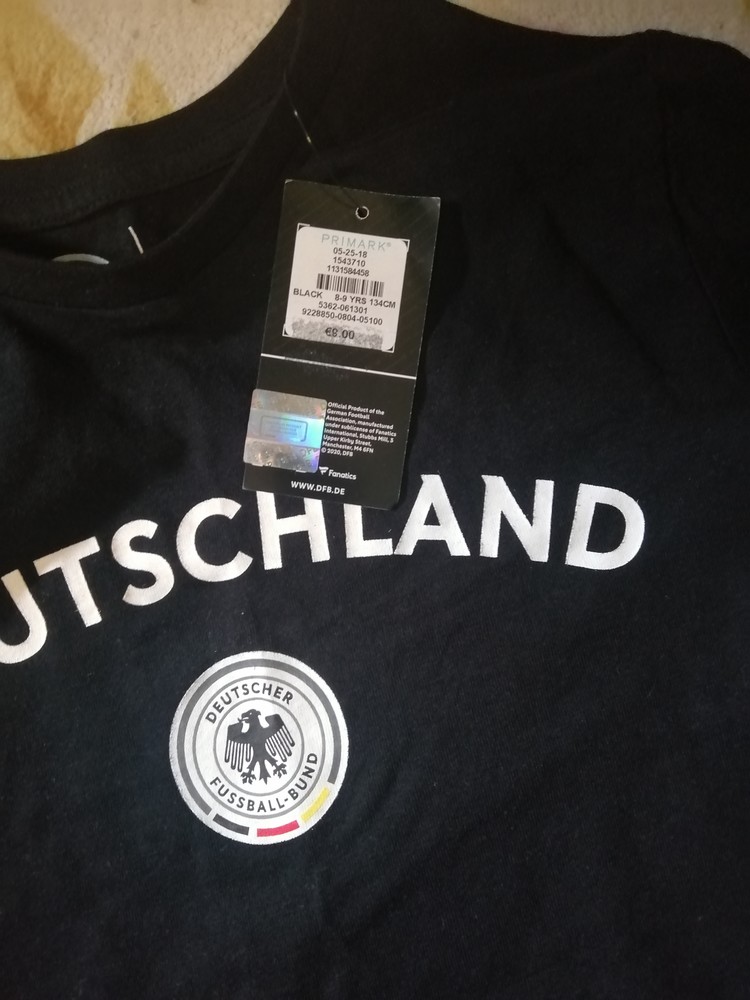 PRIMARK®
05-25-18
1543710
1131584458
BLACK 8-9 YRS 134CM
5362-061301
9228850-0804-05100
Official Product of the
German Football
Association, manufactured
under sublicense of Fanatics
International, Stubbs Mill, 5
Upper Kirby Street,
Manchester, M4 6FN
© 2020, DFB
Fanatics
WWW.DFB.DE
UTSCHLAND
DEUTSCHER
FUSSBALL-BUND